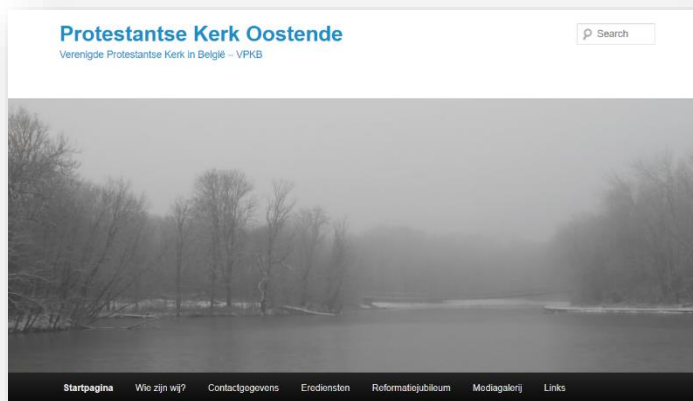 Protestantse Kerk Oostende
Verenigde Protestantse Kerk in België – VPKB
Search
Startpagina Wie zijn wij? Contactgegevens Erediensten Reformatiejubileum Mediagalerij Links